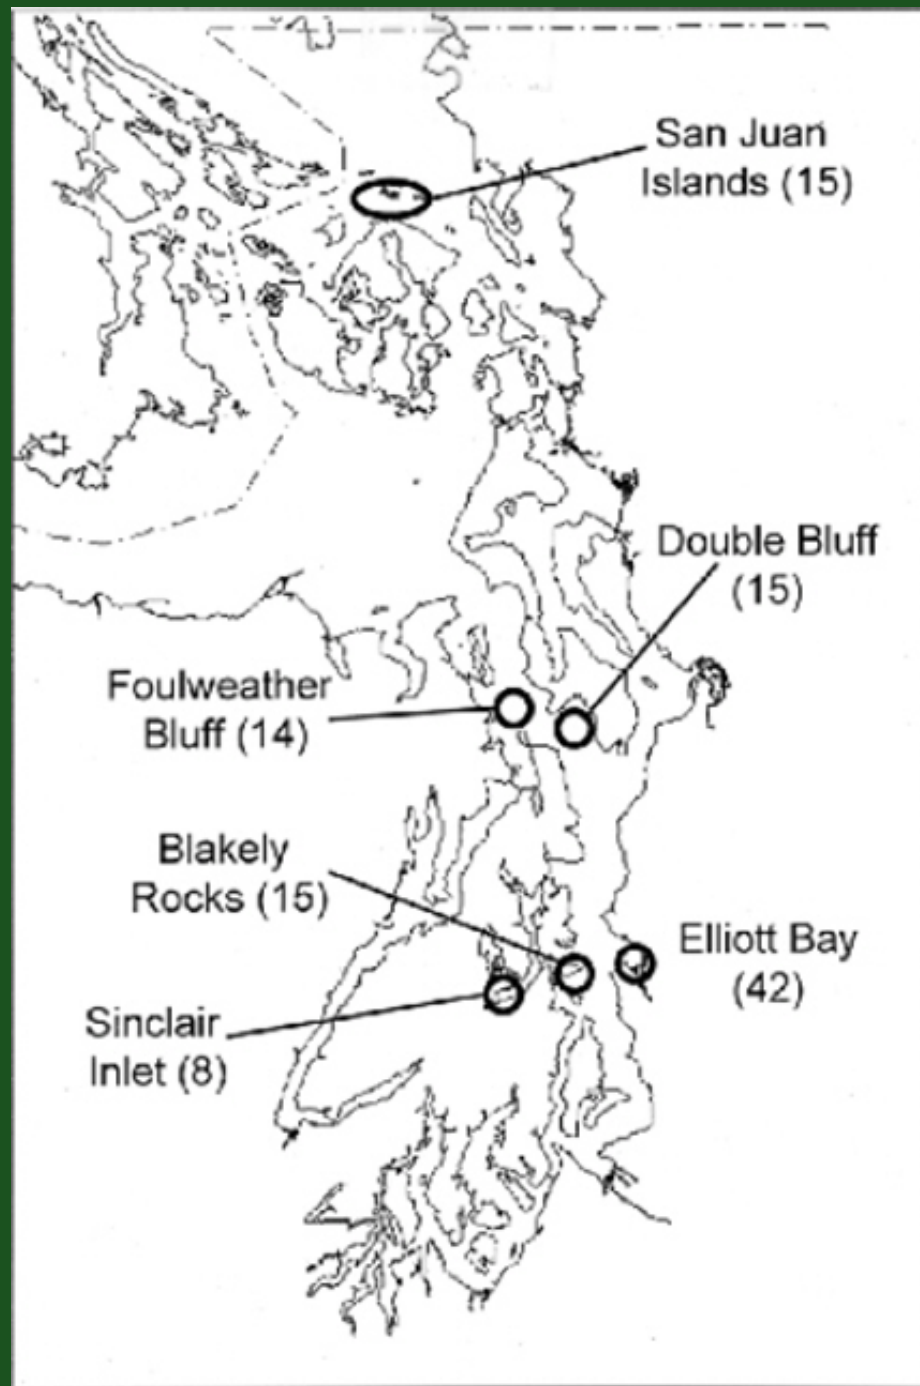 San Juan
Islands (15)
Double Bluff
(15)
Foulweather
Bluff (14)
Blakely
Rocks (15)
Elliott Bay
(42)
Sinclair
Inlet (8)